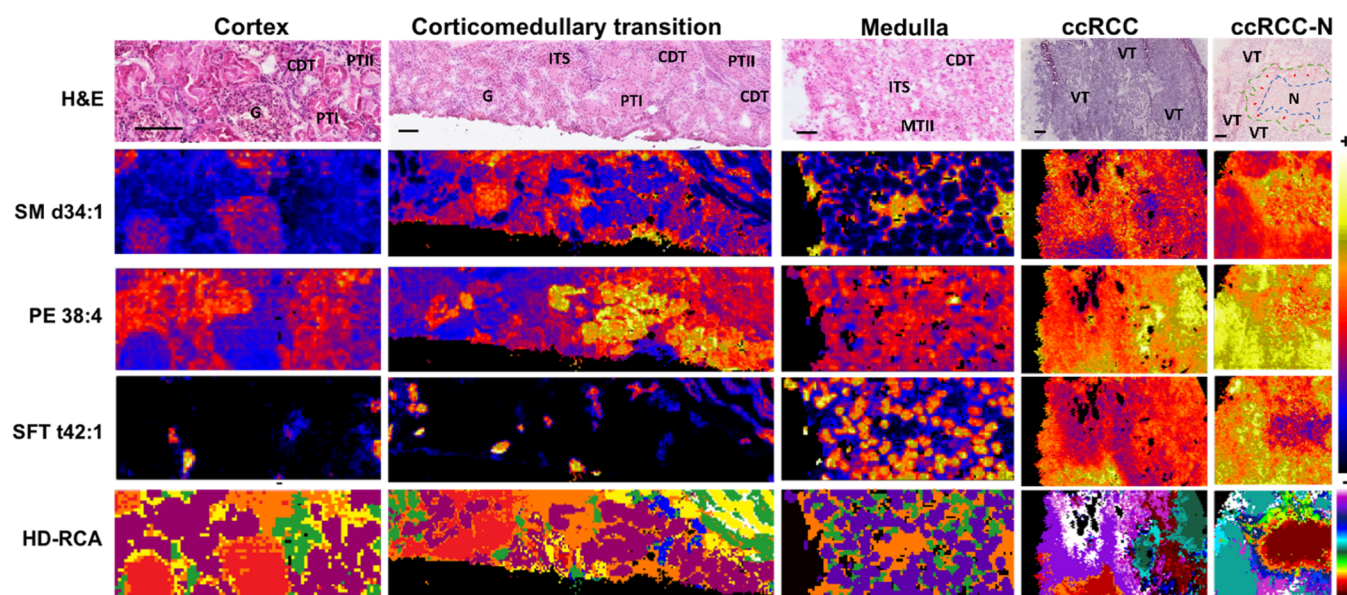 Cortex Corticomedullary transition Medulla ccRCC ccRCC-N
H&E
CDT PTII G PTI
ITS CDT PTII G PTI CDT
CDT ITS MTII
VT VT VT
VT N VT VT
+
SM d34:1
PE 38:4
SFT t42:1
-
HD-RCA